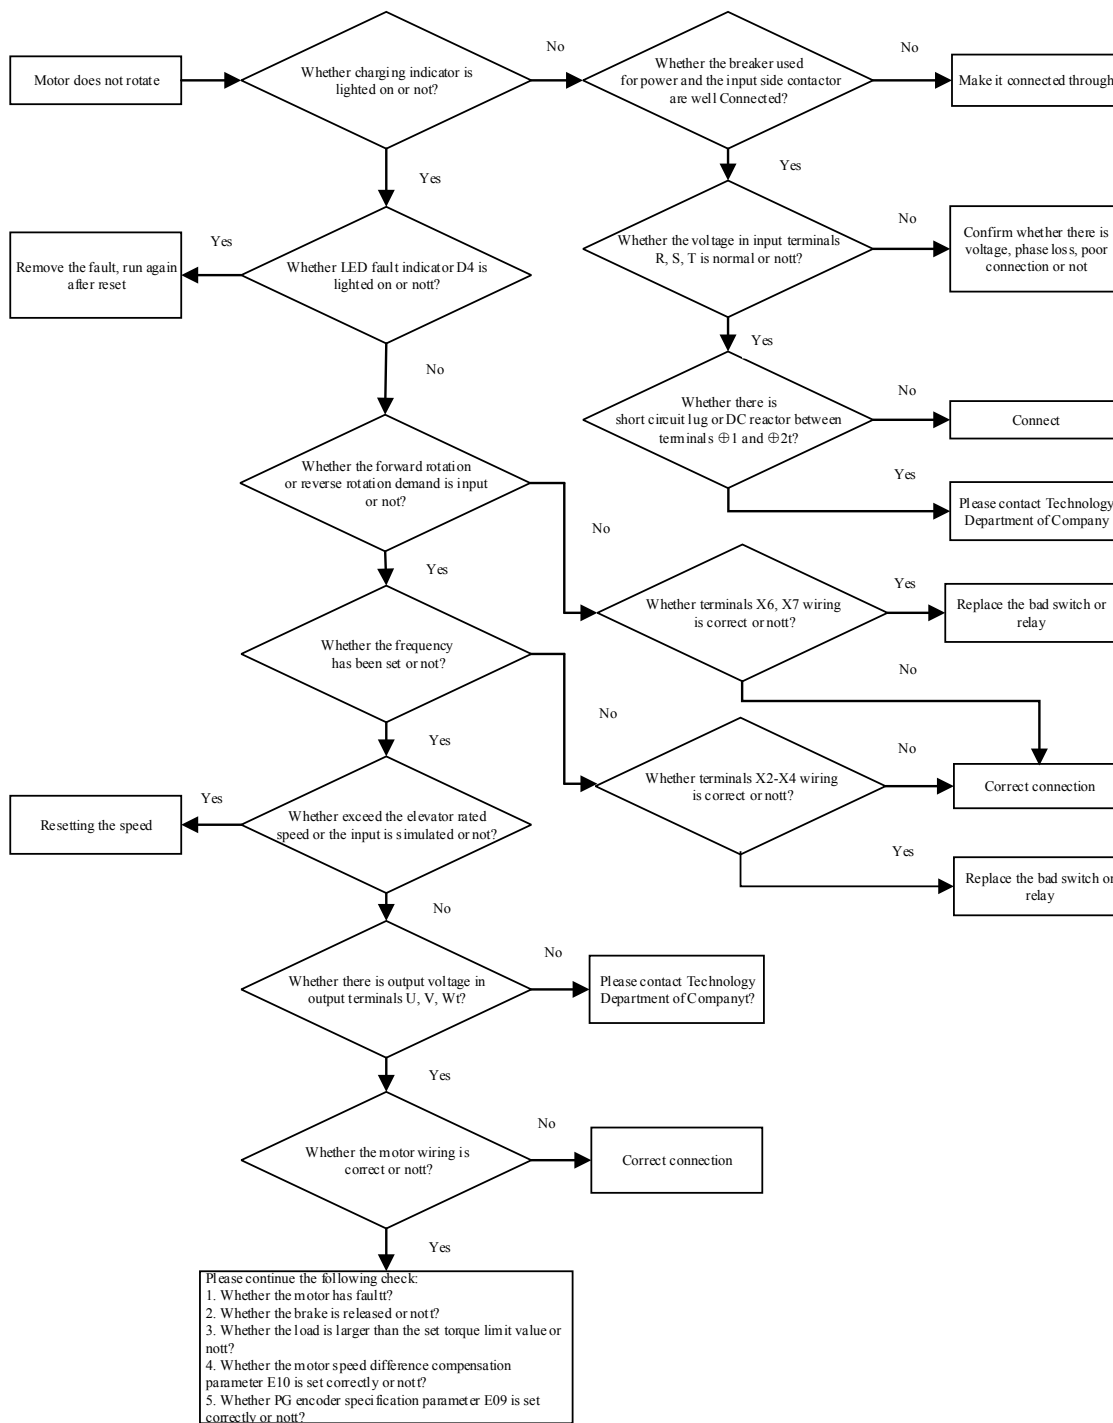 Motor does not rotate
Whether charging indicator is
lighted on or not?
No
Whether the breaker used
for power and the input side contactor
are well Connected?
No
Make it connected through
Yes
Yes
Whether LED fault indicator D4 is
lighted on or nott?
Yes
Remove the fault, run again
after reset
Whether the voltage in input terminals
R, S, T is normal or nott?
No
Confirm whether there is
voltage, phase loss, poor
connection or not
No
Yes
Whether there is
short circuit lug or DC reactor between
terminals ⊕1 and ⊕2t?
No
Connect
Yes
Please contact Technology
Department of Company
Whether the forward rotation
or reverse rotation demand is input
or not?
No
Yes
Whether terminals X6, X7 wiring
is correct or nott?
Yes
Replace the bad switch or
relay
No
Whether the frequency
has been set or not?
No
Yes
Whether terminals X2-X4 wiring
is correct or nott?
No
Correct connection
Yes
Replace the bad switch or
relay
Whether exceed the elevator rated
speed or the input is simulated or not?
Yes
Resetting the speed
No
Whether there is output voltage in
output terminals U, V, Wt?
No
Please contact Technology
Department of Companyt?
Yes
Whether the motor wiring is
correct or nott?
No
Correct connection
Yes
Please continue the following check:
1. Whether the motor has faultt?
2. Whether the brake is released or nott?
3. Whether the load is larger than the set torque limit value or
nott?
4. Whether the motor speed difference compensation
parameter E10 is set correctly or nott?
5. Whether PG encoder specification parameter E09 is set
correctly or nott?